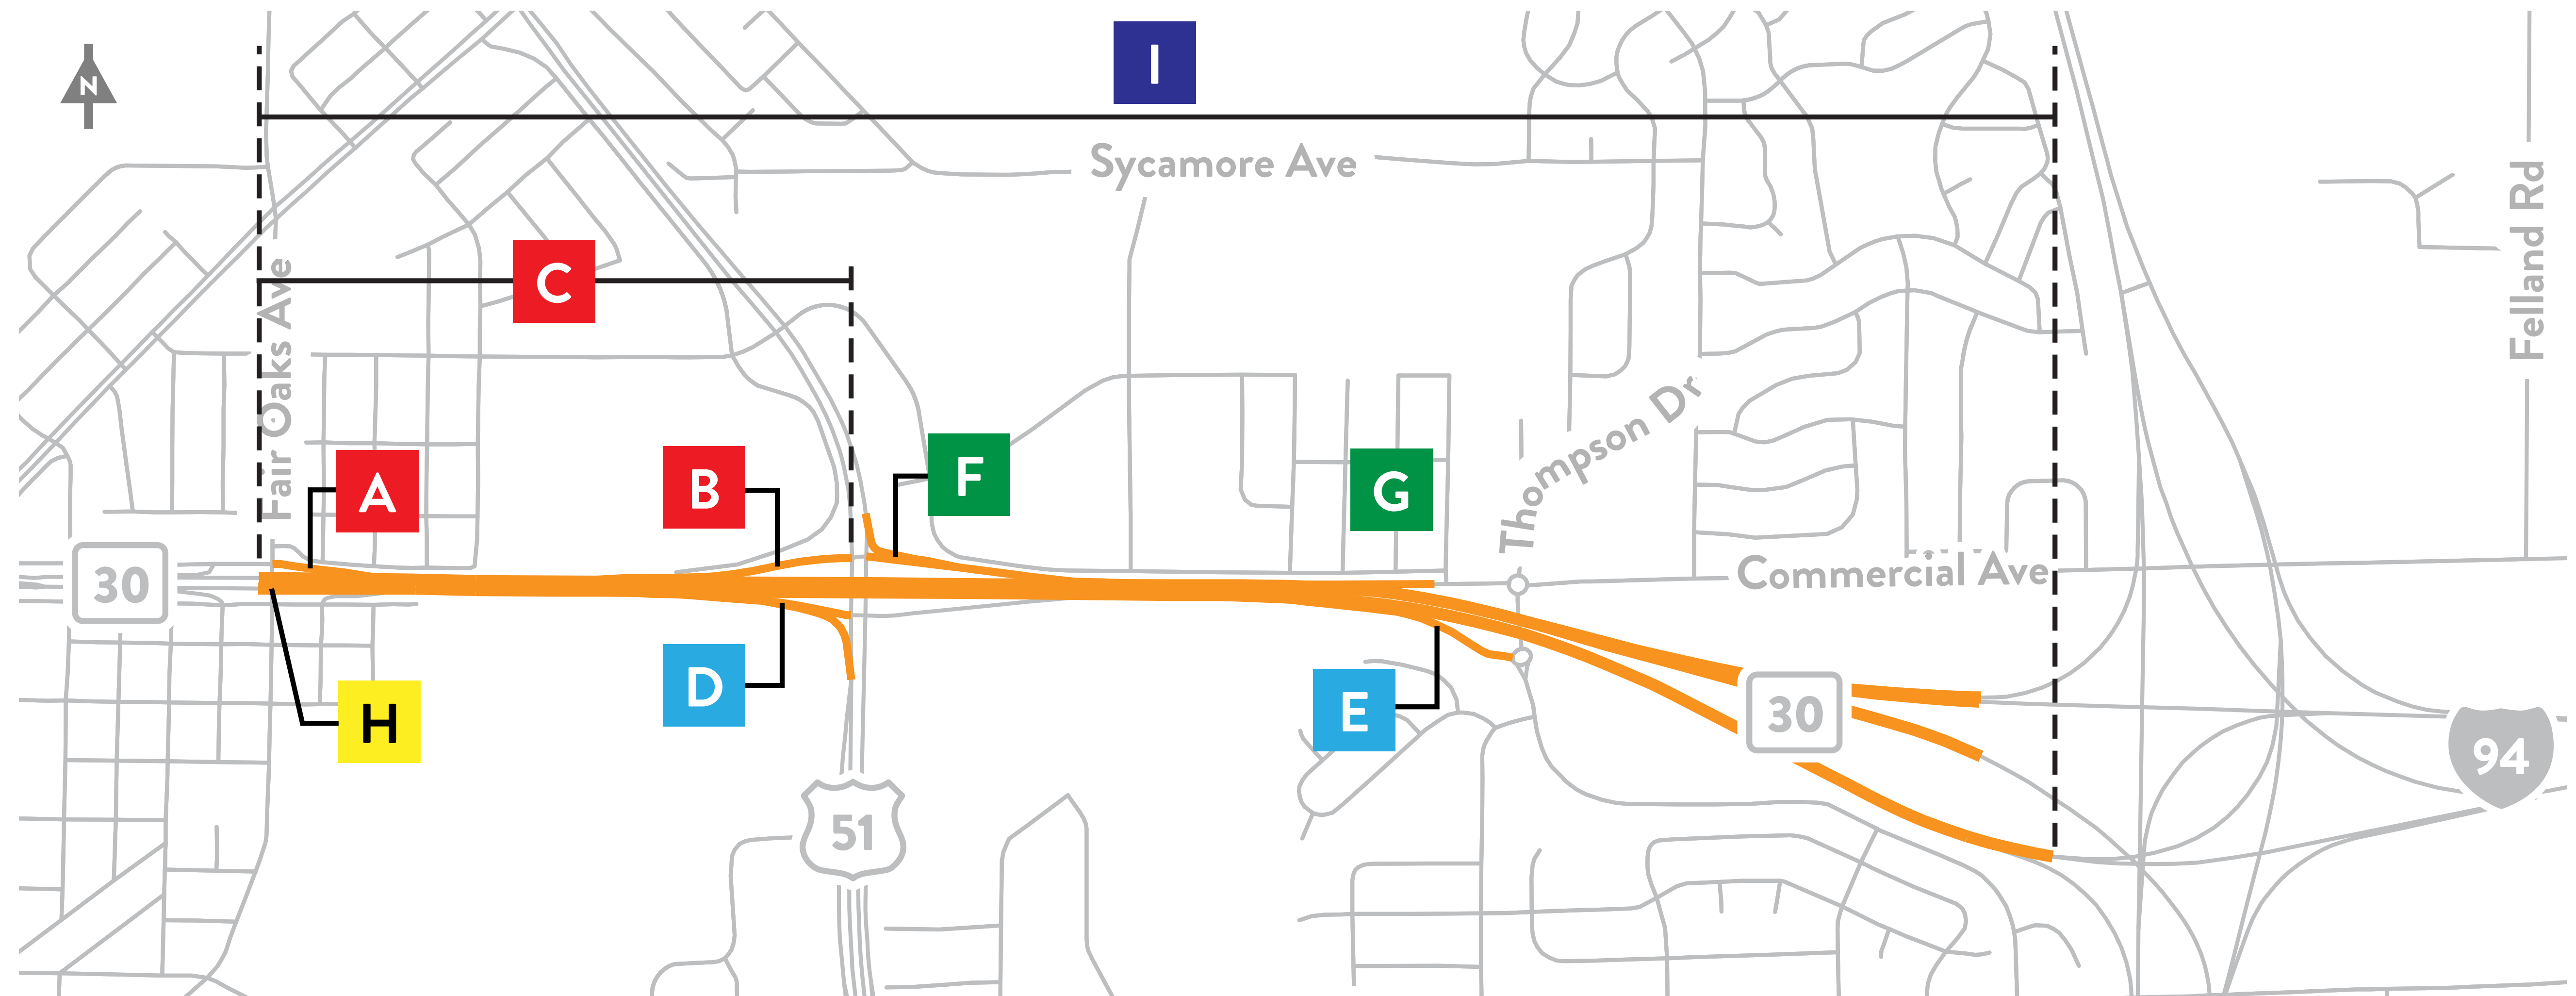 N
I
Sycamore Ave
Felland Rd
C
Fair Oaks Ave
A
B
F
G
Thompson Dr
30
Commercial Ave
H
D
E
30
94
51